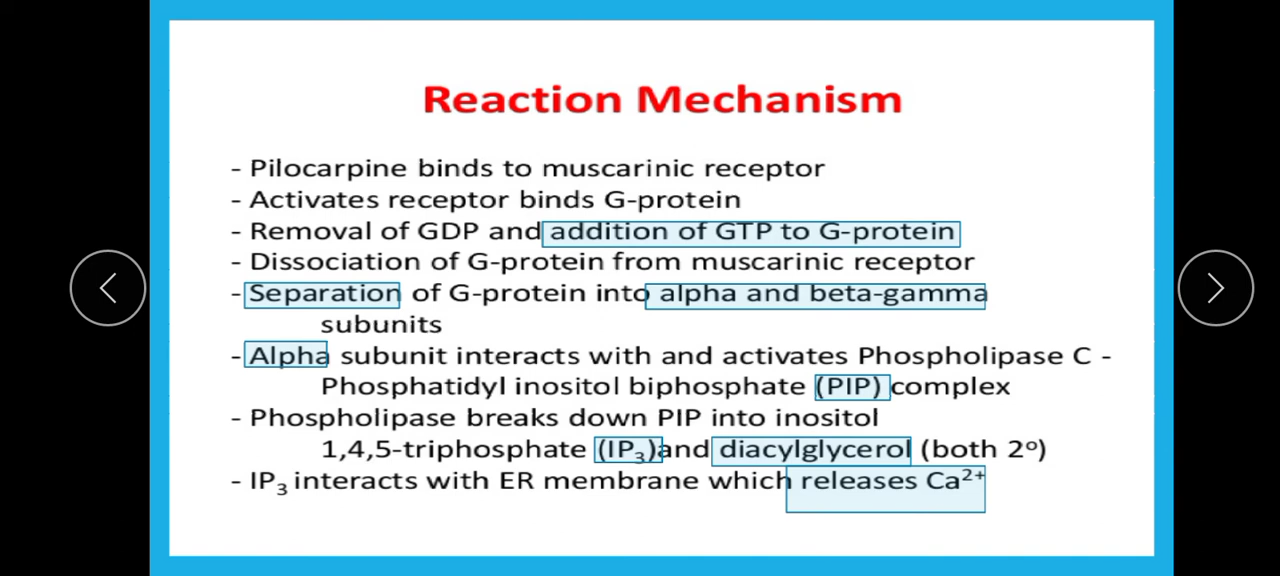 Reaction Mechanism
- Pilocarpine binds to muscarinic receptor
- Activates receptor binds G-protein
- Removal of GDP and addition of GTP to G-protein
- Dissociation of G-protein from muscarinic receptor
- Separation of G-protein into alpha and beta-gamma
subunits
- Alpha subunit interacts with and activates Phospholipase C -
Phosphatidyl inositol biphosphate (PIP) complex
- Phospholipase breaks down PIP into inositol
1,4,5-triphosphate (IP₃)and diacylglycerol (both 2º)
- IP₃ interacts with ER membrane which releases Ca²⁺